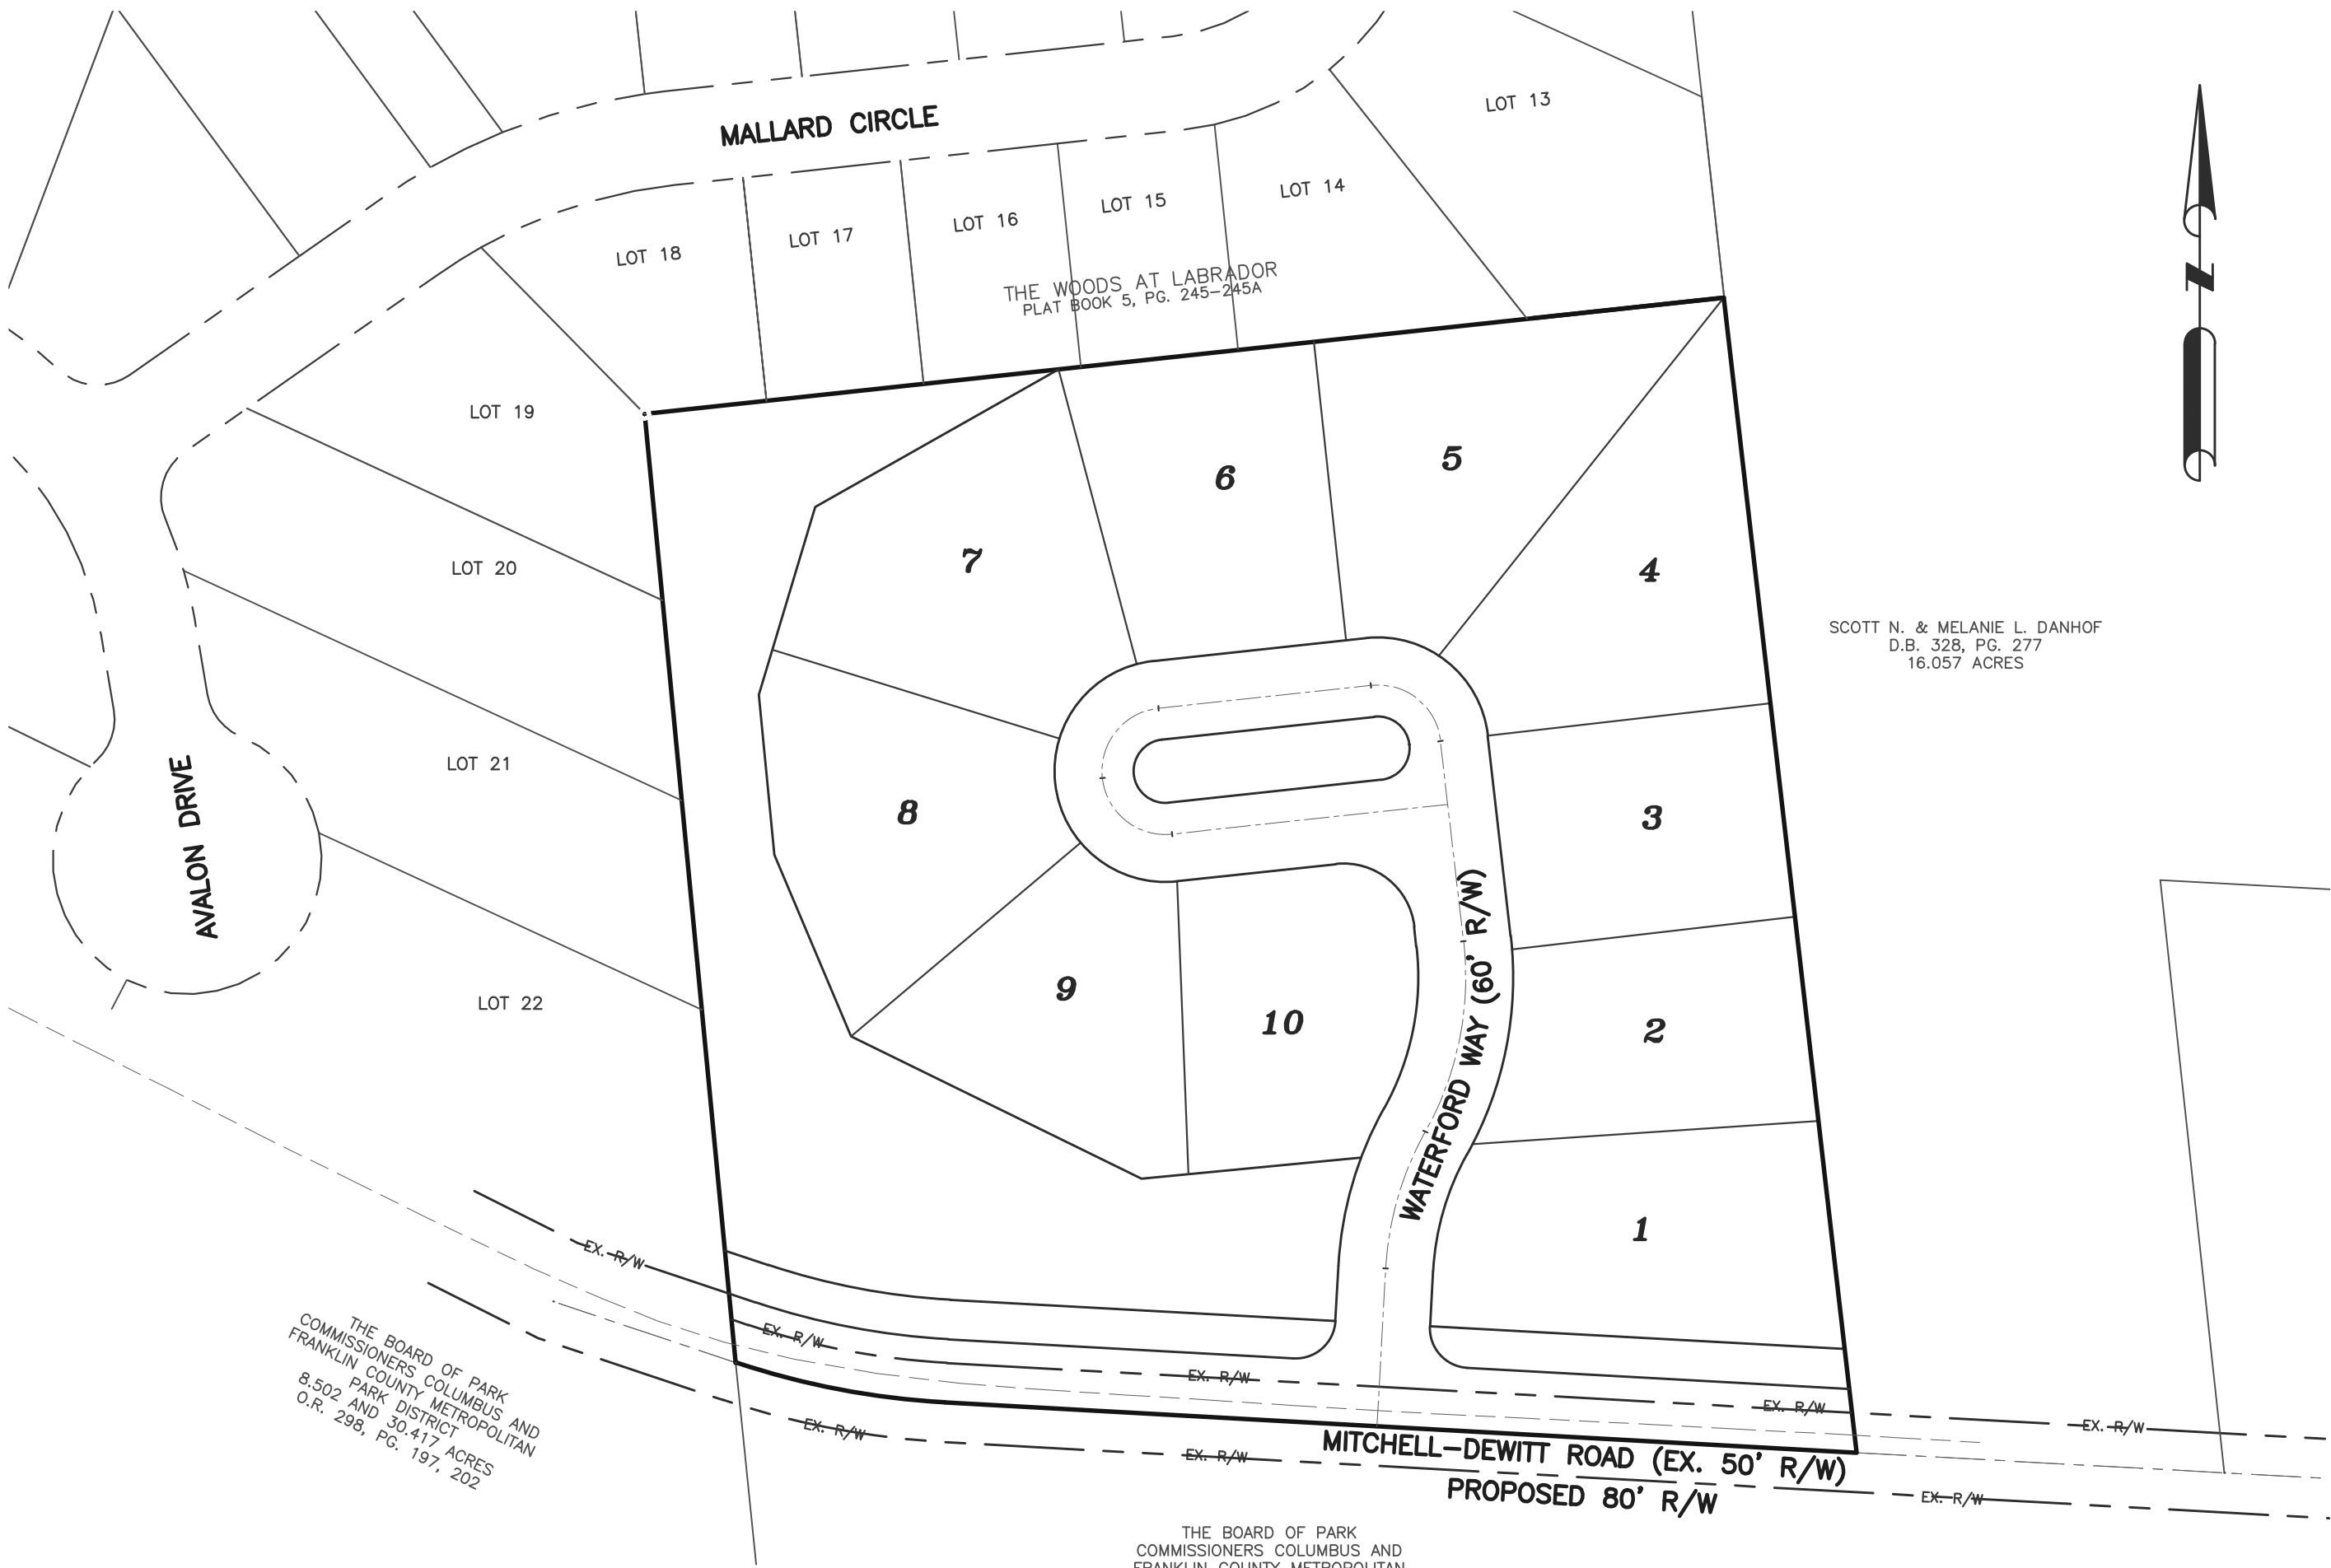 LOT 13
MALLARD CIRCLE
LOT 14
LOT 15
LOT 16
LOT 17
LOT 18
THE WOODS AT LABRADOR
PLAT BOOK 5, PG. 245-245A
N
LOT 19
LOT 20
LOT 21
LOT 22
AVALON DRIVE
5
6
7
4
8
3
9
10
2
1
SCOTT N. & MELANIE L. DANHOF
D.B. 328, PG. 277
16.057 ACRES
WATERFORD WAY (60' R/W)
EX. R/W
EX. R/W
EX. R/W
EX. R/W
EX. R/W
EX. R/W
EX. R/W
EX. R/W
MITCHELL-DEWITT ROAD (EX. 50' R/W)
PROPOSED 80' R/W
THE BOARD OF PARK
COMMISSIONERS COLUMBUS AND
FRANKLIN COUNTY METROPOLITAN
PARK DISTRICT
8.502 AND 30.417 ACRES
O.R. 298, PG. 197, 202
THE BOARD OF PARK
COMMISSIONERS COLUMBUS AND
FRANKLIN COUNTY METROPOLITAN